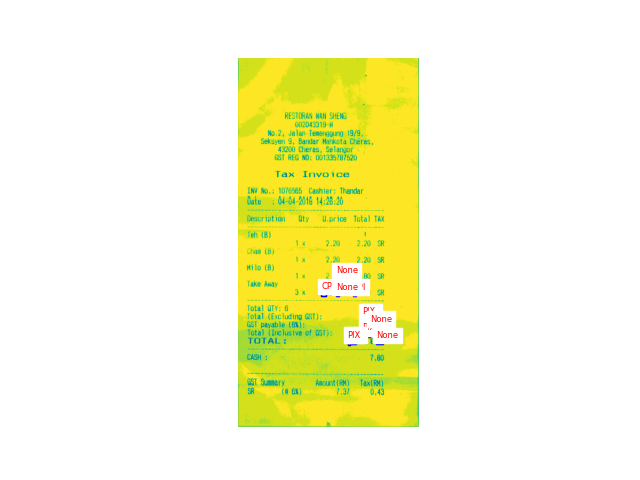 RESTORAN WAN SHENG
002043319-W
No.2, Jalan Temenggung 19/9,
Seksyen 9, Bandar Mahkota Cheras,
43200 Cheras, Selangor
GST REG NO: 001335787520
Tax Invoice
INV No.: 1076565 Cashier: Thandar
Date : 04-04-2018 14:28:20
Description Qty U.price Total TAX
Teh (B)
1 x 2.20 2.20 SR
Cham (B)
1 x 2.20 2.20 SR
Milo (B)
None
1 x SR
Take Away
CP None
3 x SR
Total QTY: 6
PIX
Total (Excluding GST):
None
GST payable (6%):
Total (Inclusive of GST):
PIX None
TOTAL:
CASH : 7.80
GST Summary Amount(RM) Tax(RM)
SR (@ 6%) 7.37 0.43